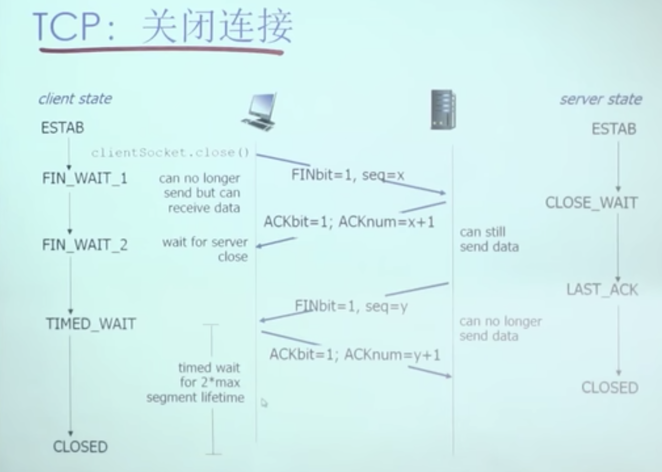 TCP: 关闭连接
client state
server state
ESTAB
ESTAB
clientSocket.close()
FIN_WAIT_1
can no longer
send but can
receive data
FINbit=1, seq=x
CLOSE_WAIT
ACKbit=1; ACKnum=x+1
FIN_WAIT_2
wait for server
close
can still
send data
LAST_ACK
FINbit=1, seq=y
TIMED_WAIT
can no longer
send data
ACKbit=1; ACKnum=y+1
timed wait
for 2*max
segment lifetime
CLOSED
CLOSED